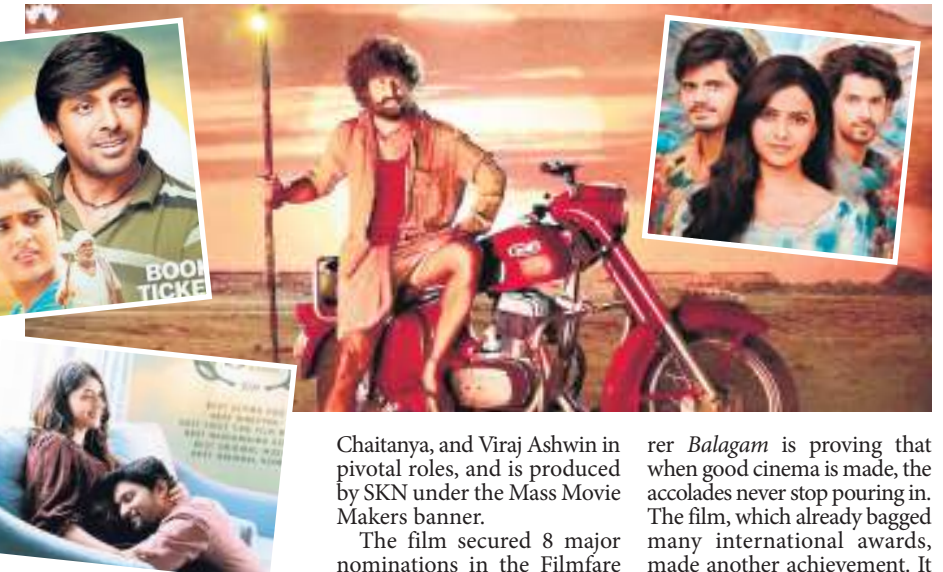 BOO
TICKE
Chaitanya, and Viraj Ashwin in
pivotal roles, and is produced
by SKN under the Mass Movie
Makers banner.
The film secured 8 major
nominations in the Filmfare
rer Balagam is proving that
when good cinema is made, the
accolades never stop pouring in.
The film, which already bagged
many international awards,
made another achievement. It